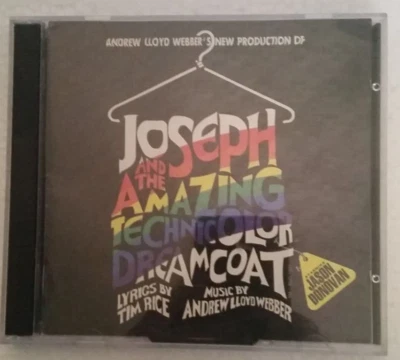 ANDREW LLOYD WEBBER'S NEW PRODUCTION OF
JOSEPH
AND THE
AMAZING
TECHNICOLOR
DREAMCOAT
LYRICS BY TIM RICE
MUSIC BY ANDREW LLOYD WEBBER
JASON
DONOVAN